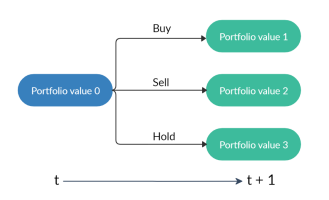 Buy
Portfolio value 1
Portfolio value 0
Sell
Portfolio value 2
Hold
Portfolio value 3
t
t + 1